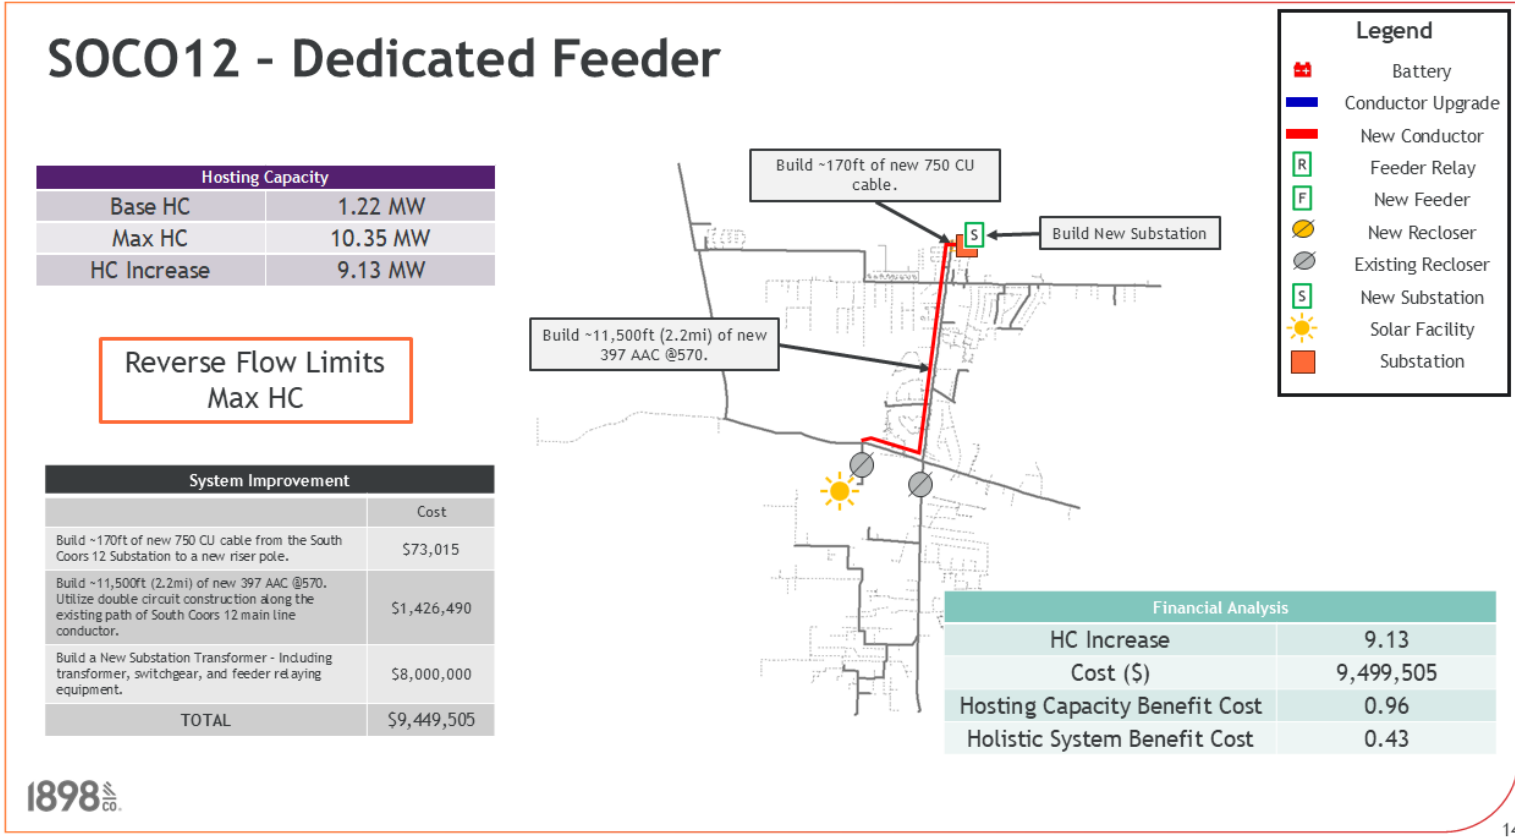 SOCO12 - Dedicated Feeder
Hosting Capacity
Base HC 1.22 MW
Max HC 10.35 MW
HC Increase 9.13 MW
Reverse Flow Limits
Max HC
System Improvement
Cost
Build ~170ft of new 750 CU cable from the South
Coors 12 Substation to a new riser pole.
$73,015
Build ~11,500ft (2.2mi) of new 397 AAC @570.
Utilize double circuit construction along the
existing path of South Coors 12 main line
conductor.
$1,426,490
Build a New Substation Transformer - Including
transformer, switchgear, and feeder relaying
equipment.
$8,000,000
TOTAL $9,449,505
Build ~170ft of new 750 CU
cable.
S
Build New Substation
Build ~11,500ft (2.2mi) of new
397 AAC @570.
Legend
Battery
Conductor Upgrade
New Conductor
R Feeder Relay
F New Feeder
New Recloser
Existing Recloser
S New Substation
Solar Facility
Substation
Financial Analysis
HC Increase 9.13
Cost ($) 9,499,505
Hosting Capacity Benefit Cost 0.96
Holistic System Benefit Cost 0.43
1898 & CO.
14